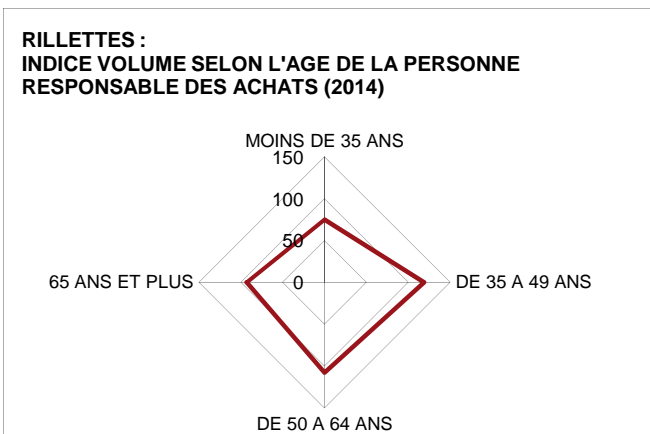 RILLETTES :
INDICE VOLUME SELON L'AGE DE LA PERSONNE
RESPONSABLE DES ACHATS (2014)
MOINS DE 35 ANS
150
100
50
65 ANS ET PLUS
0
DE 35 A 49 ANS
DE 50 A 64 ANS